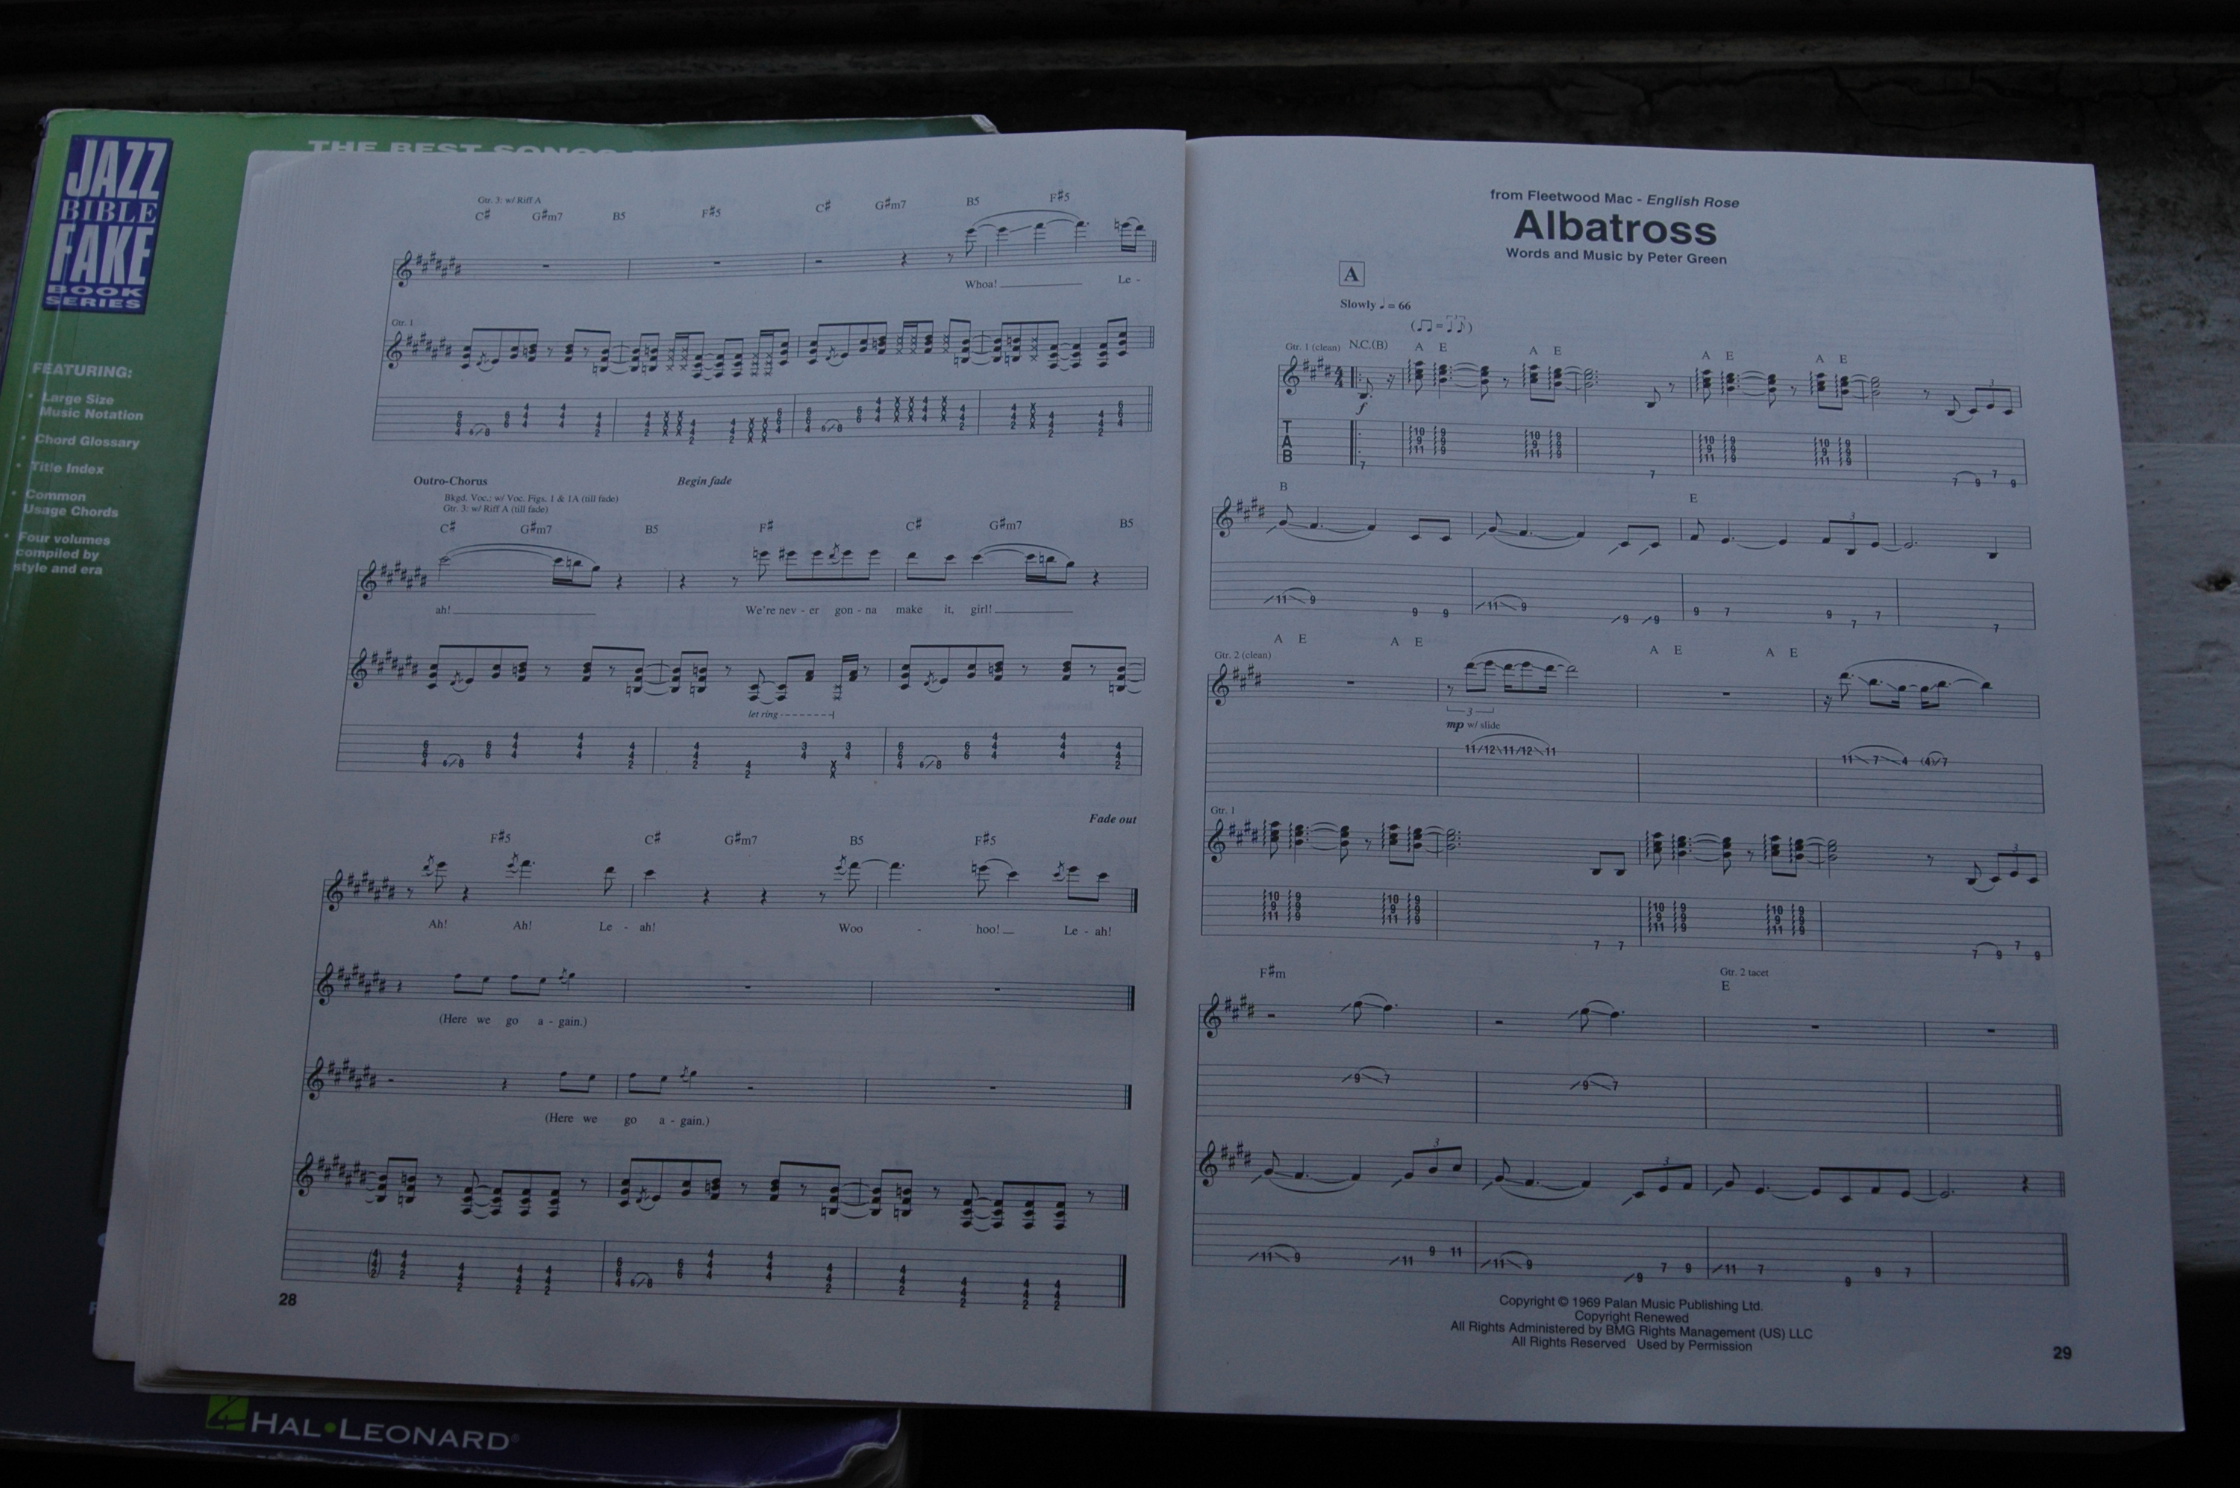 THE BEST SONGS
JAZZ
BIBLE
FAKE
BOOK
SERIES
FEATURING:
• Large Size
Music Notation
• Chord Glossary
• Title Index
• Common
Usage Chords
• Four volumes
compiled by
style and era
HAL•LEONARD®
Gtr. 3: w/ Riff A
C# G#m7 B5 F#5 C# G#m7 B5 F#5
Whoa! Le -
Gtr. 1
Outro-Chorus Begin fade
Bkgd. Voc.: w/ Voc. Figs. 1 & 1A (till fade)
Gtr. 3: w/ Riff A (till fade)
C# G#m7 B5 F# C# G#m7 B5
ah! We're nev - er gon - na make it, girl!
let ring
Fade out
F#5 C# G#m7 B5 F#5
Ah! Ah! Le - ah! Woo - hoo! Le - ah!
(Here we go a - gain.)
(Here we go a - gain.)
28
from Fleetwood Mac - English Rose
Albatross
Words and Music by Peter Green
A
Slowly ♩ = 66
Gtr. 1 (clean) N.C.(B) A E A E A E A E
f
T
A
B
B E
A E A E A E A E
Gtr. 2 (clean)
3
mp w/ slide
Gtr. 1
Gtr. 2 tacet
F#m E
Copyright © 1969 Palan Music Publishing Ltd.
Copyright Renewed
All Rights Administered by BMG Rights Management (US) LLC
All Rights Reserved Used by Permission
29